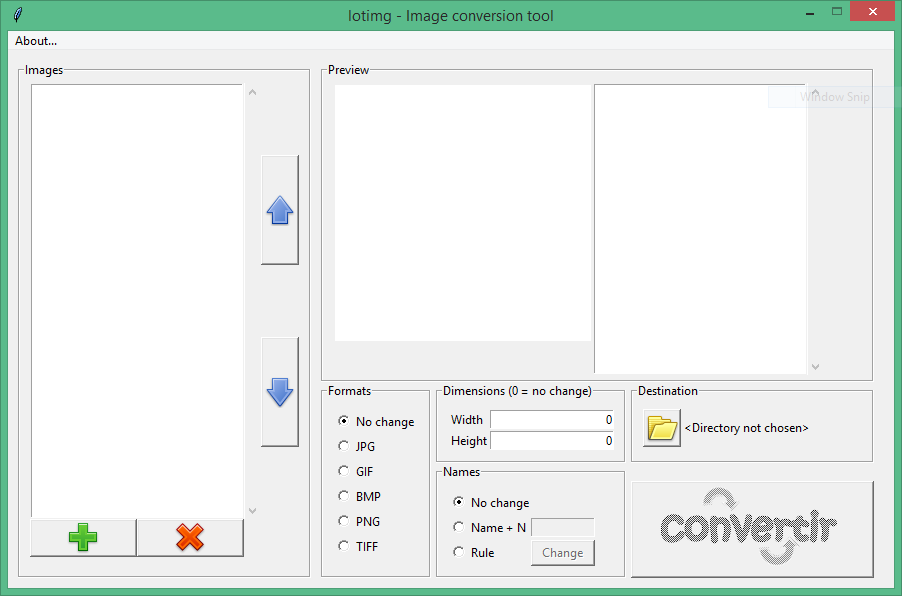 lotimg - Image conversion tool
About...
Images
Preview
Window Snip
Formats
No change
JPG
GIF
BMP
PNG
TIFF
Dimensions (0 = no change)
Width 0
Height 0
Names
No change
Name + N
Rule
Change
Destination
<Directory not chosen>
convertir